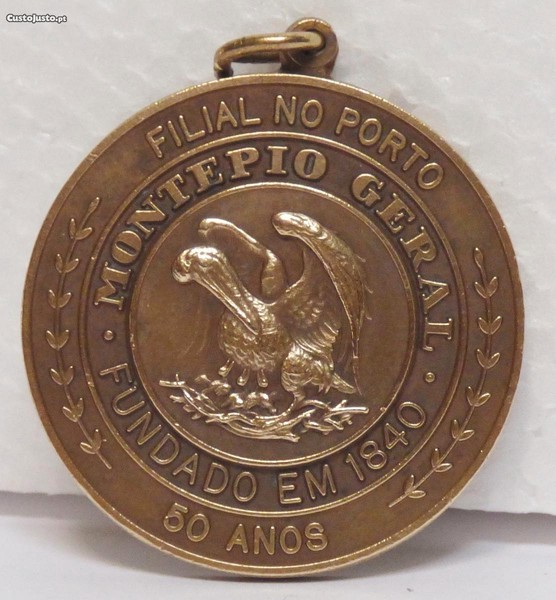 CustoJusto.pt
FILIAL NO PORTO
MONTEPIO GERAL
FUNDADO EM 1840
50 ANOS